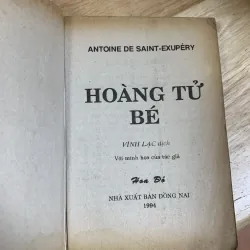 ANTOINE DE SAINT-EXUPÉRY
HOÀNG TỬ
BÉ
VĨNH LẠC dịch
Với minh hoạ của tác giả
Hoa Đỏ
NHÀ XUẤT BẢN ĐỒNG NAI
1994